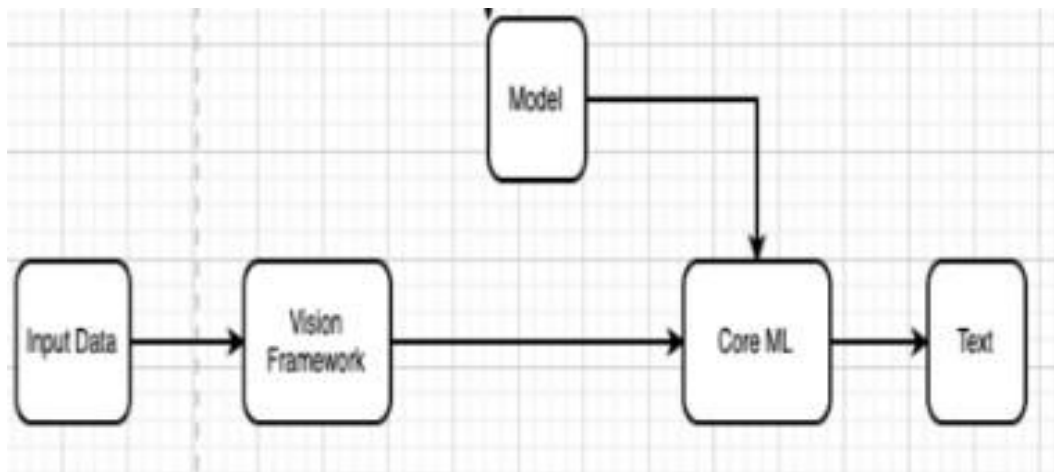 Model
Input Data
Vision
Framework
Core ML
Text